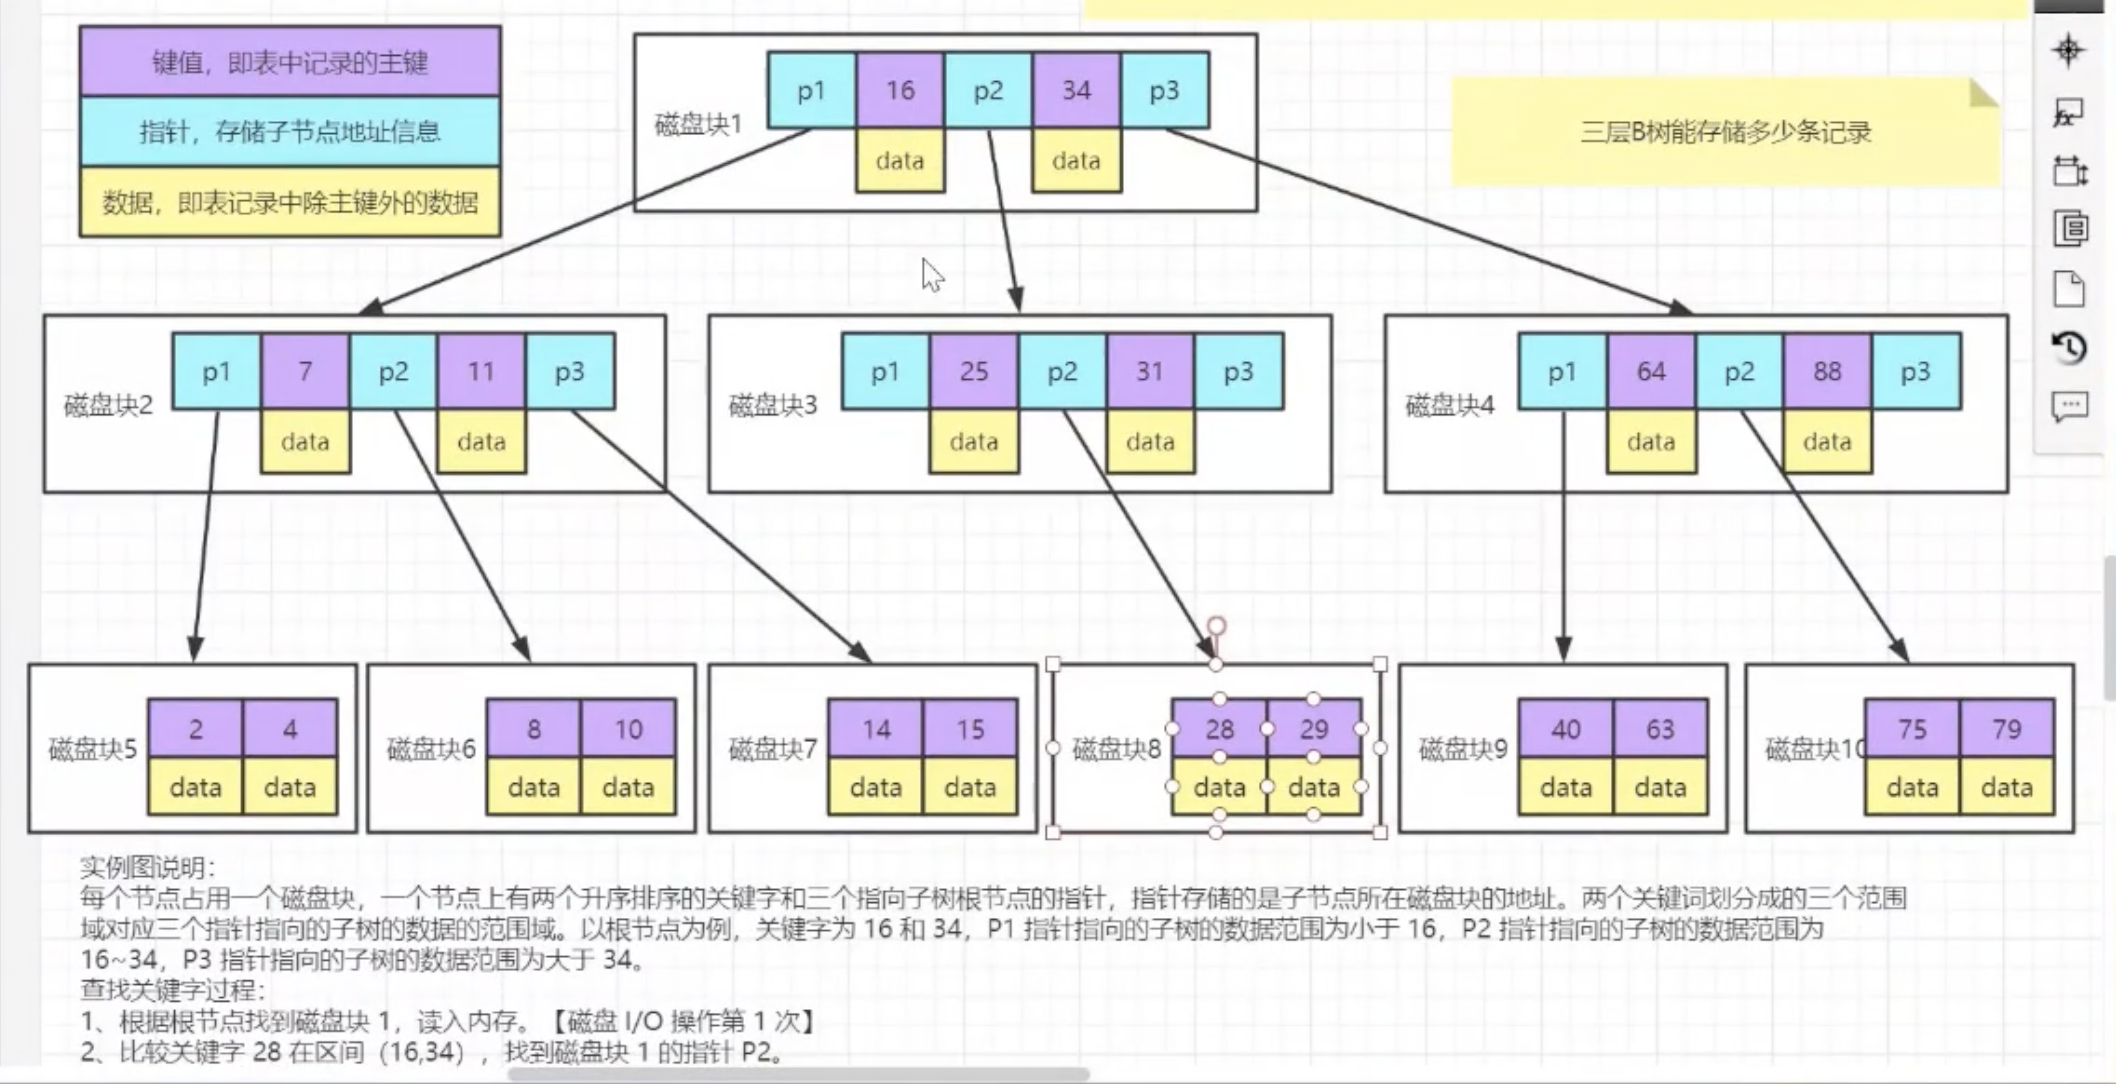 键值，即表中记录的主键
指针，存储子节点地址信息
数据，即表记录中除主键外的数据
磁盘块1
p1 16 p2 34 p3
data data
三层B树能存储多少条记录
磁盘块2
p1 7 p2 11 p3
data data
磁盘块3
p1 25 p2 31 p3
data data
磁盘块4
p1 64 p2 88 p3
data data
磁盘块5
2 4
data data
磁盘块6
8 10
data data
磁盘块7
14 15
data data
磁盘块8
28 29
data data
磁盘块9
40 63
data data
磁盘块10
75 79
data data
实例图说明：
每个节点占用一个磁盘块，一个节点上有两个升序排序的关键字和三个指向子树根节点的指针，指针存储的是子节点所在磁盘块的地址。两个关键词划分成的三个范围
域对应三个指针指向的子树的数据的范围域。以根节点为例，关键字为 16 和 34，P1 指针指向的子树的数据范围为小于 16，P2 指针指向的子树的数据范围为
16~34，P3 指针指向的子树的数据范围为大于 34。
查找关键字过程：
1、根据根节点找到磁盘块 1，读入内存。【磁盘 I/O 操作第 1 次】
2、比较关键字 28 在区间（16,34），找到磁盘块 1 的指针 P2。